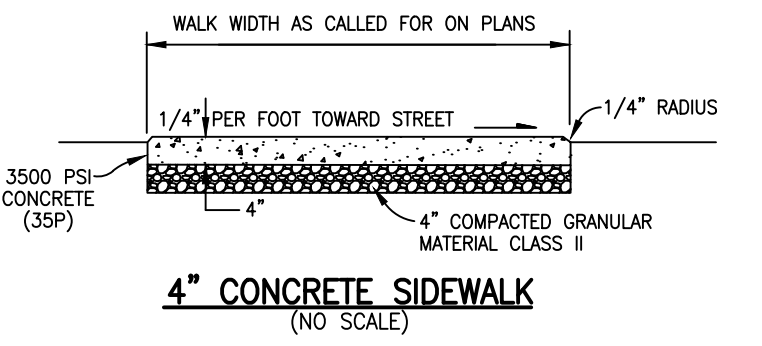 WALK WIDTH AS CALLED FOR ON PLANS
1/4" PER FOOT TOWARD STREET
1/4" RADIUS
3500 PSI
CONCRETE
(35P)
4"
4" COMPACTED GRANULAR
MATERIAL CLASS II
4" CONCRETE SIDEWALK
(NO SCALE)